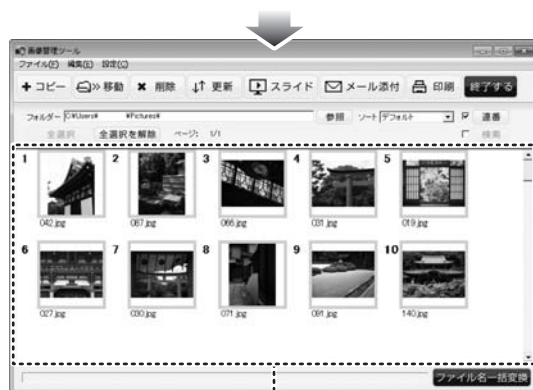 画像管理ツール
ファイル(F) 編集(E) 設定(C)
コピー 移動 削除 更新 スライド メール添付 印刷 終了する
フォルダー C:¥Users¥ ¥Pictures¥ 参照 ソート デフォルト 連番
全選択 全選択を解除 ページ: 1/1 検索
1 2 3 4 5
042.jpg 067.jpg 066.jpg 031.jpg 019.jpg
6 7 8 9 10
027.jpg 030.jpg 071.jpg 091.jpg 140.jpg
ファイル名一括変換